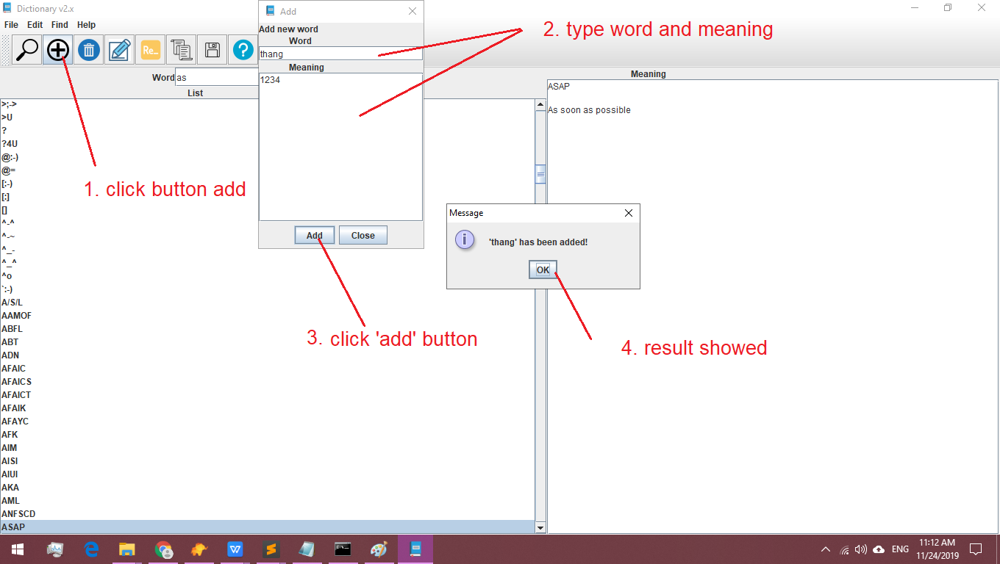 Dictionary v2.x
File Edit Find Help
Re..
Word as
List
>;->
>U
?
?4U
@:-)
@=
[:-)
[:]
[]
^-^
^-~
^_-
^_^
^o
`:-)
A/S/L
AAMOF
ABFL
ABT
ADN
AFAIC
AFAICS
AFAICT
AFAIK
AFAYC
AFK
AIM
AISI
AIUI
AKA
AML
ANFSCD
ASAP
Add
Add new word
Word
thang
Meaning
1234
Add Close
Meaning
ASAP
As soon as possible
Message
'thang' has been added!
OK
1. click button add
2. type word and meaning
3. click 'add' button
4. result showed
ENG
11:12 AM
11/24/2019